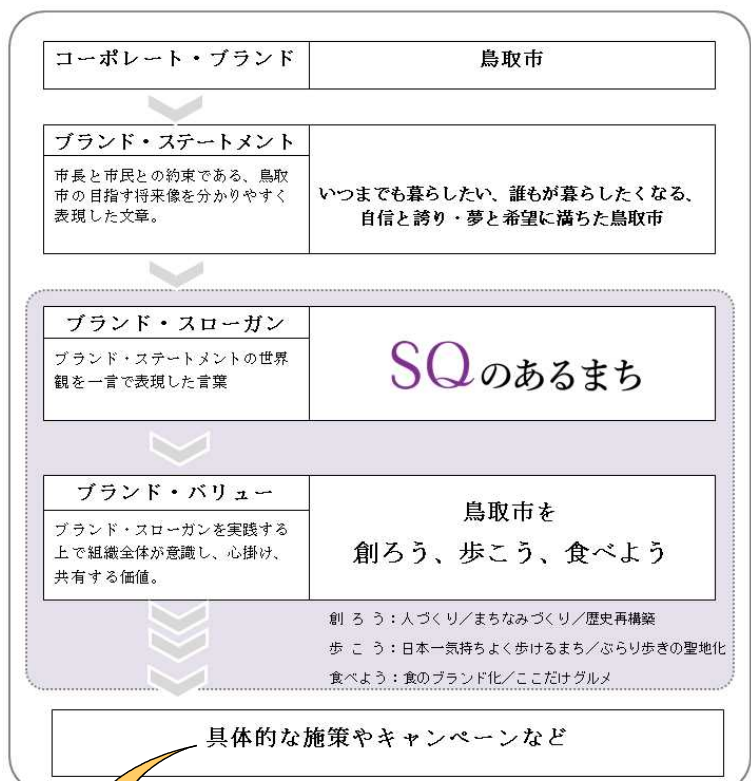 コーポレート・ブランド
鳥取市
ブランド・ステートメント
市長と市民との約束である、鳥取
市の目指す将来像を分かりやすく
表現した文章。
いつまでも暮らしたい、誰もが暮らしたくなる、
自信と誇り・夢と希望に満ちた鳥取市
ブランド・スローガン
ブランド・ステートメントの世界
観を一言で表現した言葉
SQのあるまち
ブランド・バリュー
ブランド・スローガンを実践する
上で組織全体が意識し、心掛け、
共有する価値。
鳥取市を
創ろう、歩こう、食べよう
創 ろ う：人づくり／まちなみづくり／歴史再構築
歩 こ う：日本一気持ちよく歩けるまち／ぶらり歩きの聖地化
食べよう：食のブランド化／ここだけグルメ
具体的な施策やキャンペーンなど